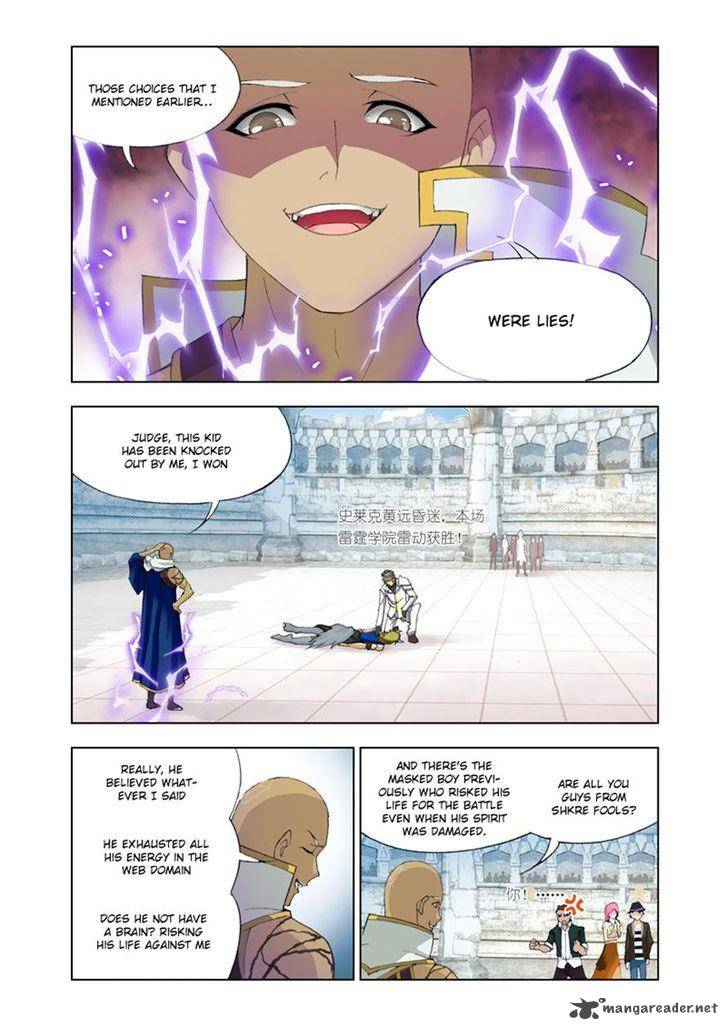 THOSE CHOICES THAT I
MENTIONED EARLIER...
WERE LIES!
JUDGE, THIS KID
HAS BEEN KNOCKED
OUT BY ME, I WON
史莱克黄远昏迷，本场
雷霆学院雷动获胜！
REALLY, HE
BELIEVED WHAT-
EVER I SAID
HE EXHAUSTED ALL
HIS ENERGY IN THE
WEB DOMAIN
DOES HE NOT HAVE
A BRAIN? RISKING
HIS LIFE AGAINST ME
AND THERE'S THE
MASKED BOY PREVI-
OUSLY WHO RISKED HIS
LIFE FOR THE BATTLE
EVEN WHEN HIS SPIRIT
WAS DAMAGED.
ARE ALL YOU
GUYS FROM
SHKRE FOOLS?
你！……
mangareader.net